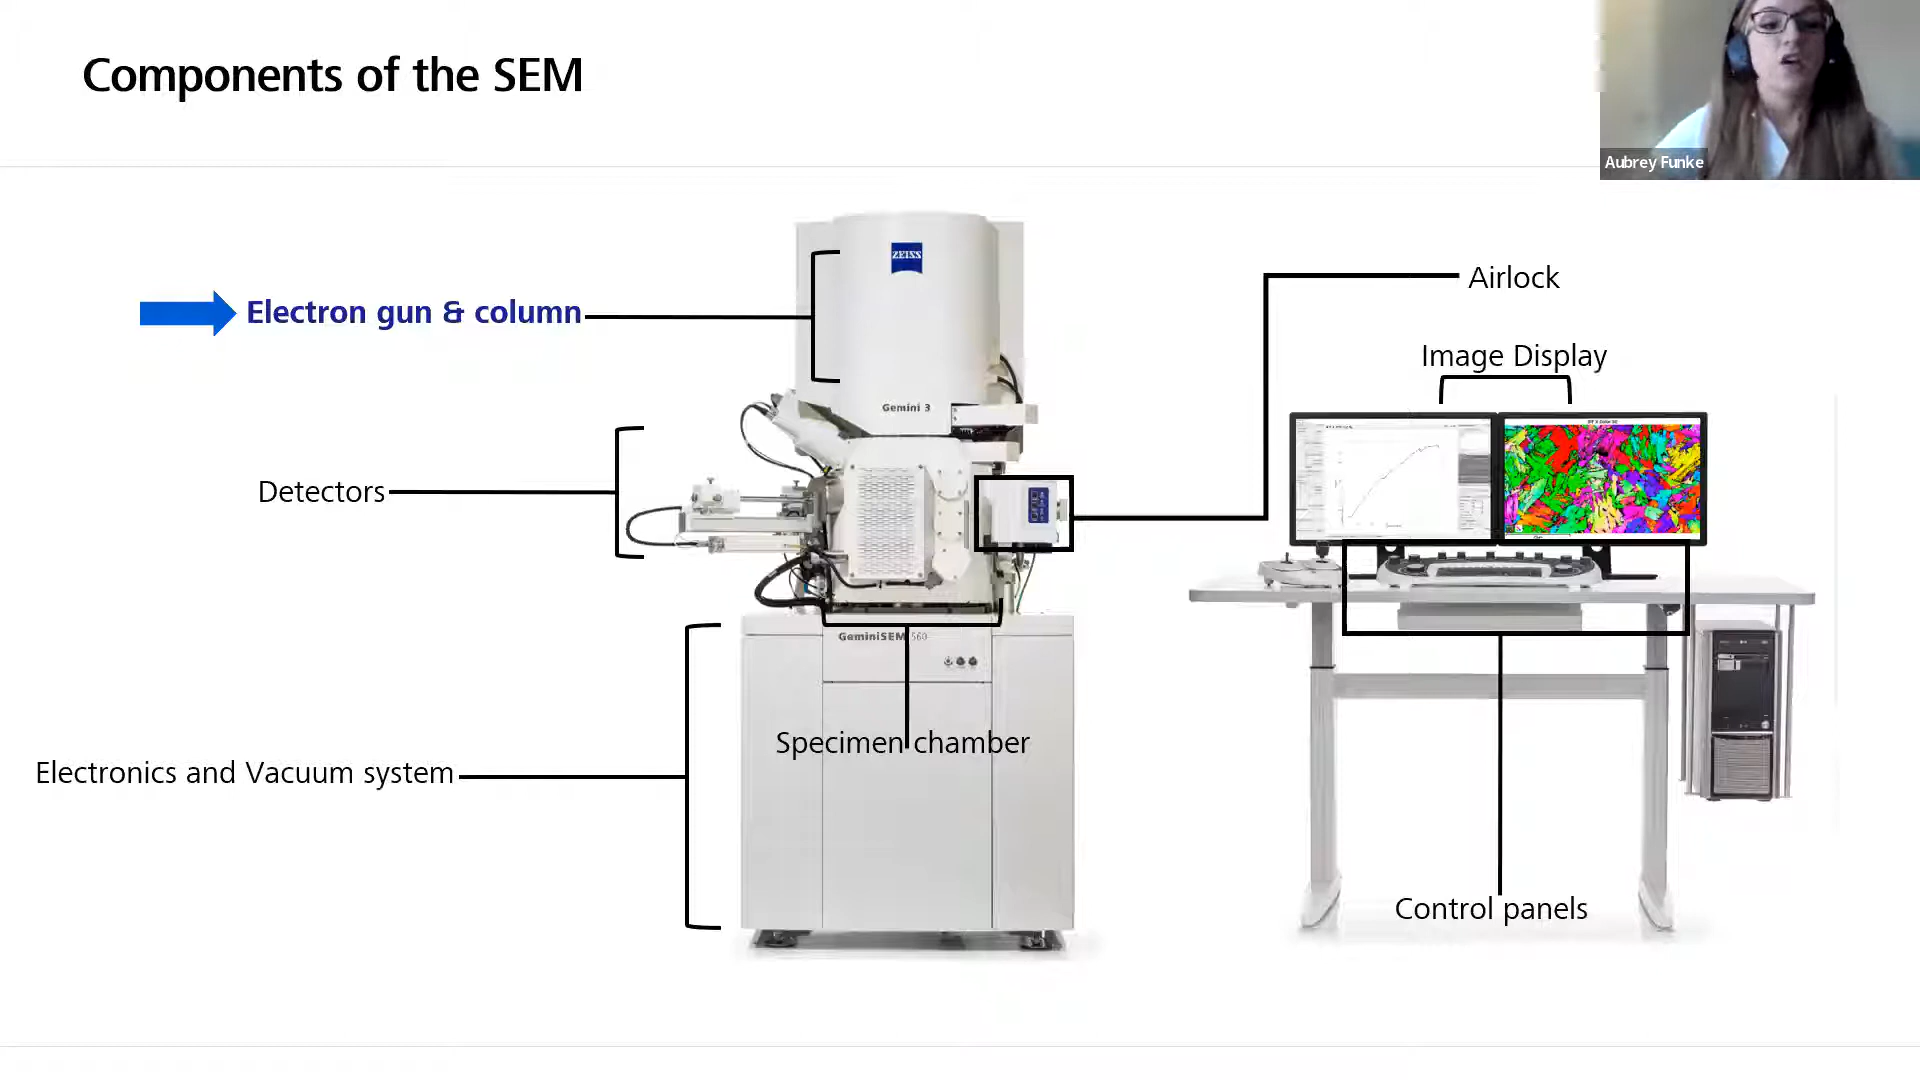 Components of the SEM
Aubrey Funke
ZEISS
Airlock
Electron gun & column
Image Display
Gemini 3
Detectors
GeminiSEM 560
Specimen chamber
Electronics and Vacuum system
Control panels